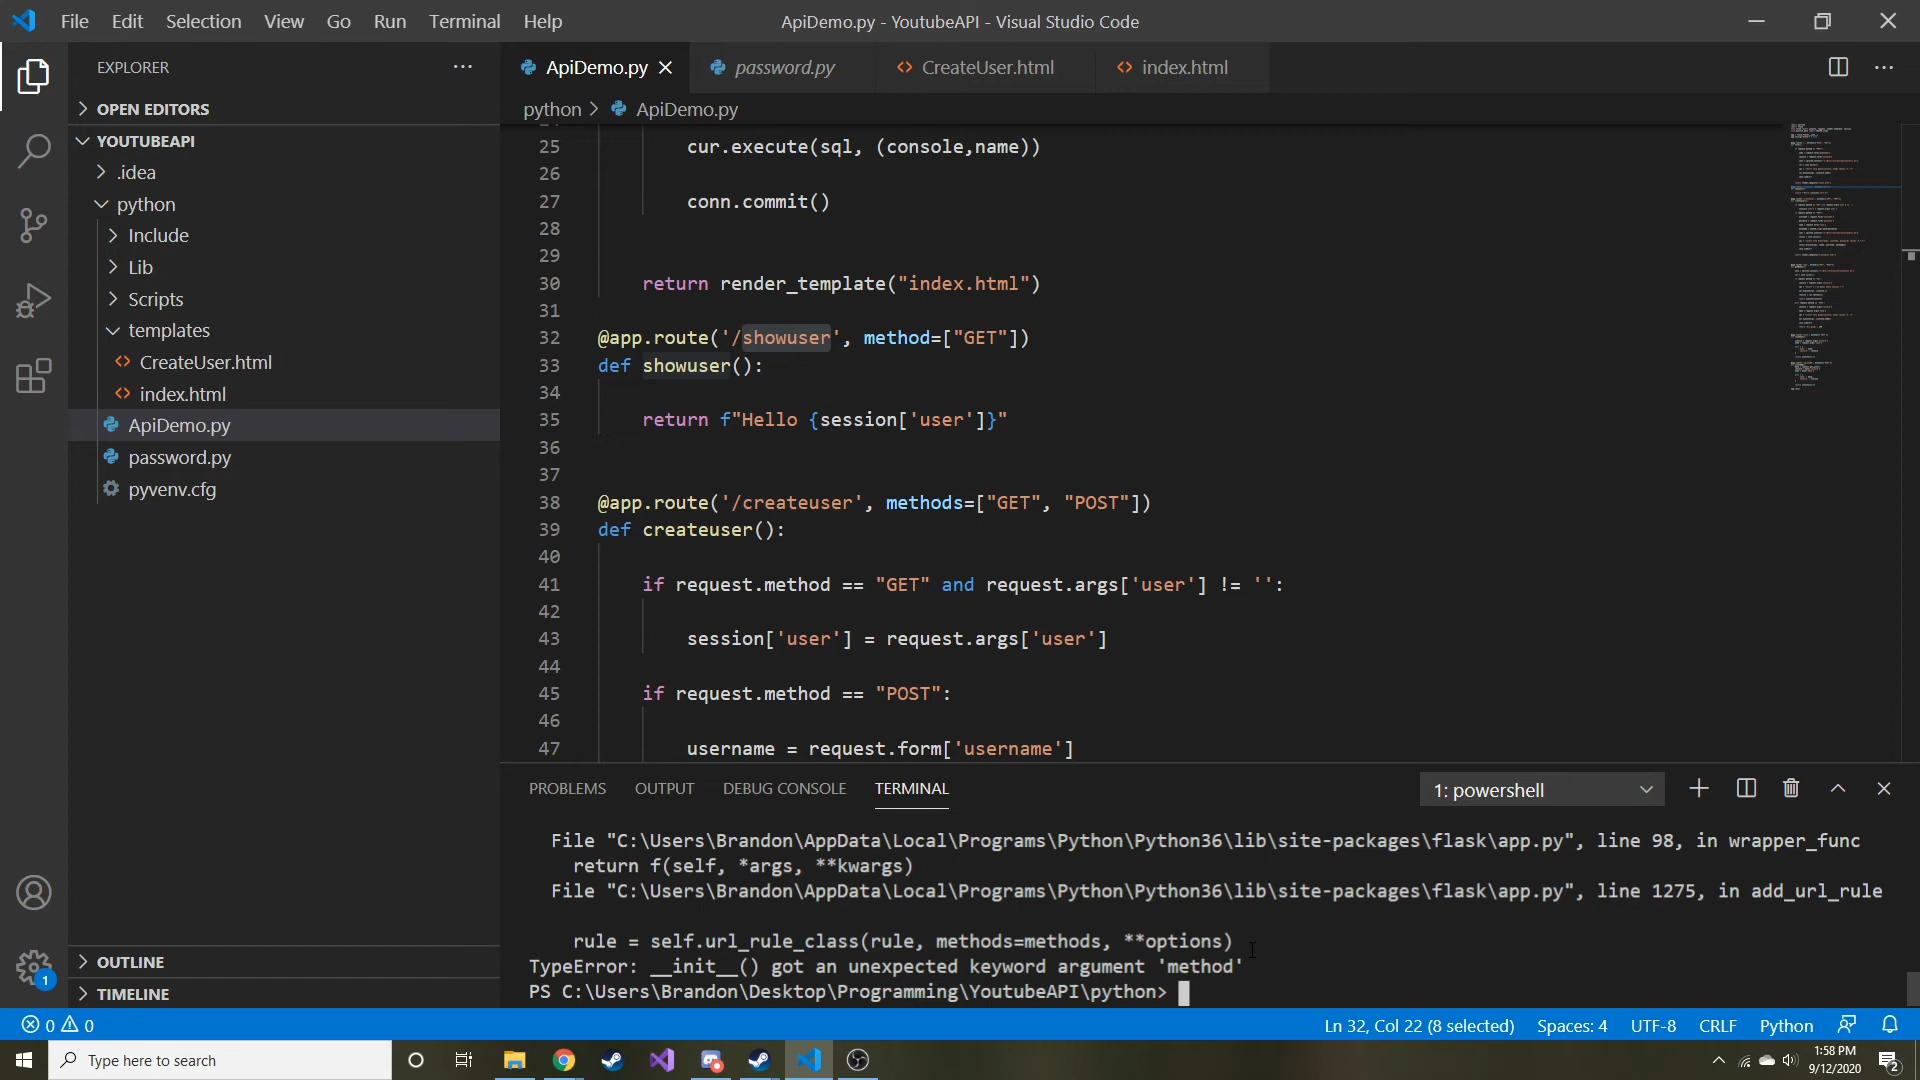 File Edit Selection View Go Run Terminal Help
ApiDemo.py - YoutubeAPI - Visual Studio Code
EXPLORER
OPEN EDITORS
YOUTUBEAPI
.idea
python
Include
Lib
Scripts
templates
CreateUser.html
index.html
ApiDemo.py
password.py
pyvenv.cfg
OUTLINE
TIMELINE
ApiDemo.py
password.py
CreateUser.html
index.html
python > ApiDemo.py
25 cur.execute(sql, (console,name))
26
27 conn.commit()
28
29
30 return render_template("index.html")
31
32 @app.route('/showuser', method=["GET"])
33 def showuser():
34
35 return f"Hello {session['user']}"
36
37
38 @app.route('/createuser', methods=["GET", "POST"])
39 def createuser():
40
41 if request.method == "GET" and request.args['user'] != '':
42
43 session['user'] = request.args['user']
44
45 if request.method == "POST":
46
47 username = request.form['username']
PROBLEMS OUTPUT DEBUG CONSOLE TERMINAL
1: powershell
File "C:\Users\Brandon\AppData\Local\Programs\Python\Python36\lib\site-packages\flask\app.py", line 98, in wrapper_func
return f(self, *args, **kwargs)
File "C:\Users\Brandon\AppData\Local\Programs\Python\Python36\lib\site-packages\flask\app.py", line 1275, in add_url_rule
rule = self.url_rule_class(rule, methods=methods, **options)
TypeError: __init__() got an unexpected keyword argument 'method'
PS C:\Users\Brandon\Desktop\Programming\YoutubeAPI\python>
1
0 0
Ln 32, Col 22 (8 selected) Spaces: 4 UTF-8 CRLF Python
Type here to search
1:58 PM
9/12/2020
2